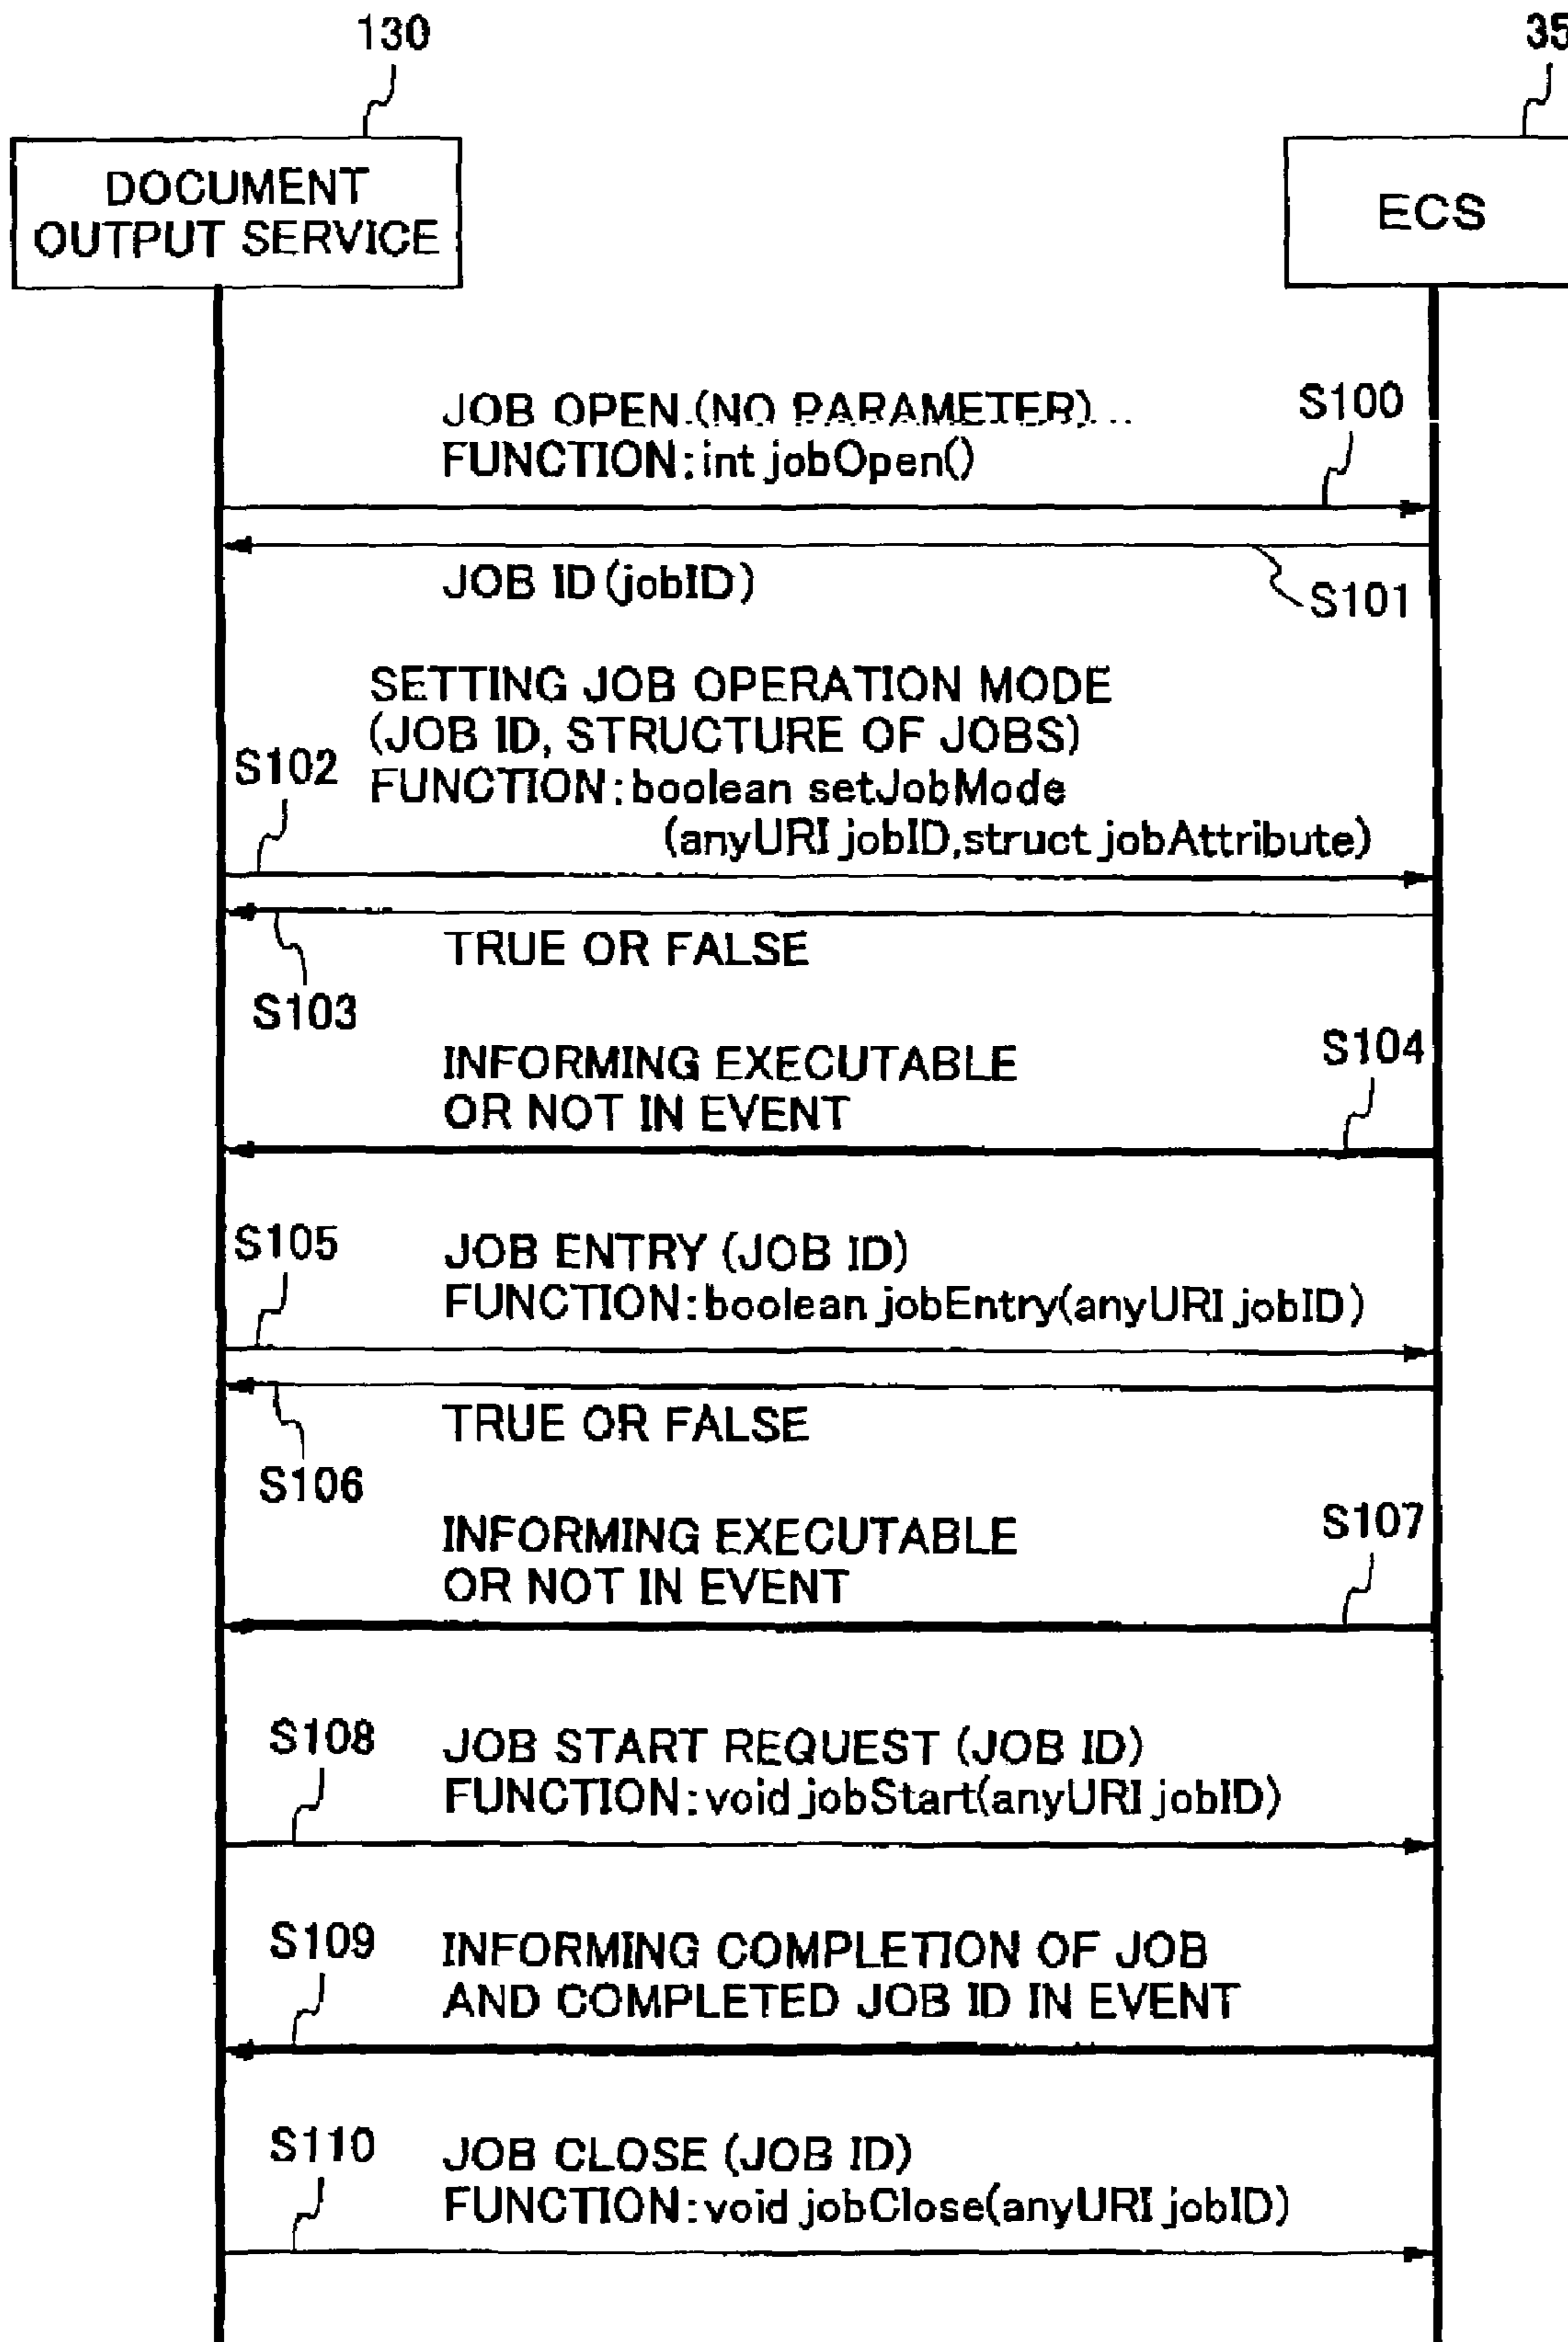 130
35
DOCUMENT
OUTPUT SERVICE
ECS
JOB OPEN (NO PARAMETER)
S100
FUNCTION:int jobOpen()
JOB ID (jobID)
S101
SETTING JOB OPERATION MODE
(JOB ID, STRUCTURE OF JOBS)
S102
FUNCTION:boolean setJobMode
(anyURI jobID,struct jobAttribute)
TRUE OR FALSE
S103
INFORMING EXECUTABLE
OR NOT IN EVENT
S104
S105
JOB ENTRY (JOB ID)
FUNCTION:boolean jobEntry(anyURI jobID)
TRUE OR FALSE
S106
INFORMING EXECUTABLE
OR NOT IN EVENT
S107
S108
JOB START REQUEST (JOB ID)
FUNCTION:void jobStart(anyURI jobID)
S109
INFORMING COMPLETION OF JOB
AND COMPLETED JOB ID IN EVENT
S110
JOB CLOSE (JOB ID)
FUNCTION:void jobClose(anyURI jobID)